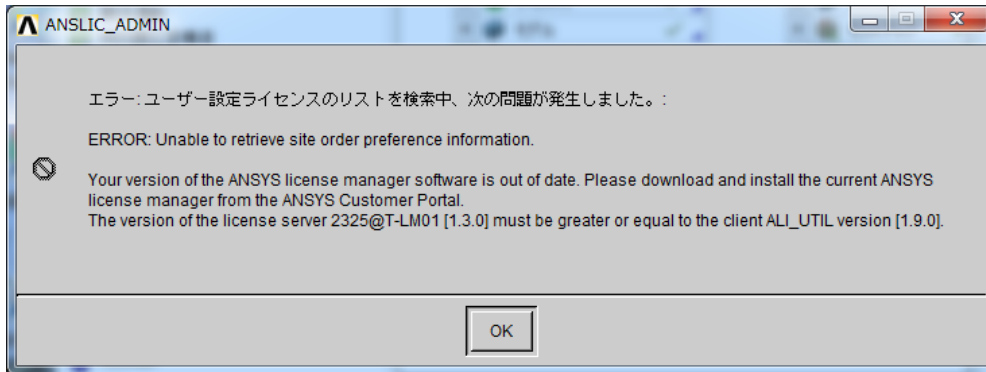 ANSLIC_ADMIN
エラー:ユーザー設定ライセンスのリストを検索中、次の問題が発生しました。:
ERROR: Unable to retrieve site order preference information.
Your version of the ANSYS license manager software is out of date. Please download and install the current ANSYS
license manager from the ANSYS Customer Portal.
The version of the license server 2325@T-LM01 [1.3.0] must be greater or equal to the client ALI_UTIL version [1.9.0].
OK